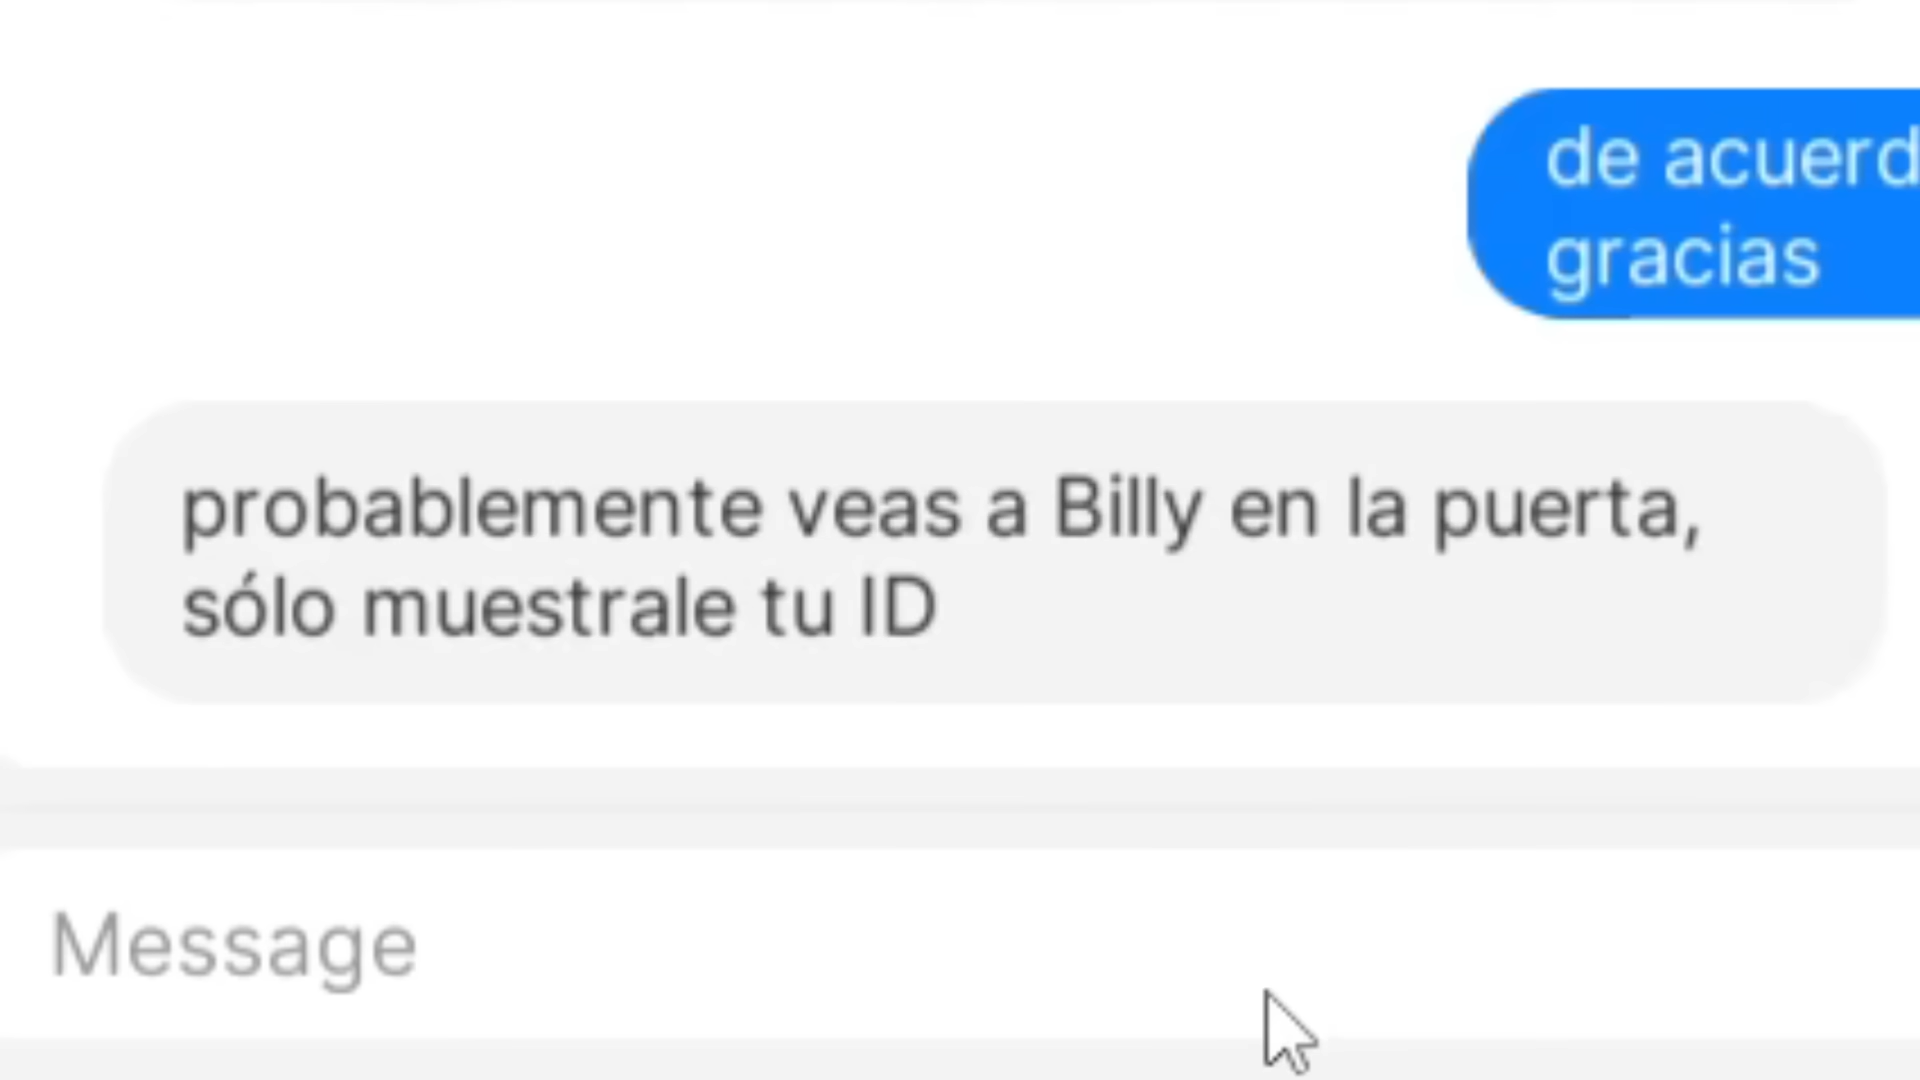 de acuerd
gracias
probablemente veas a Billy en la puerta,
sólo muestrale tu ID
Message